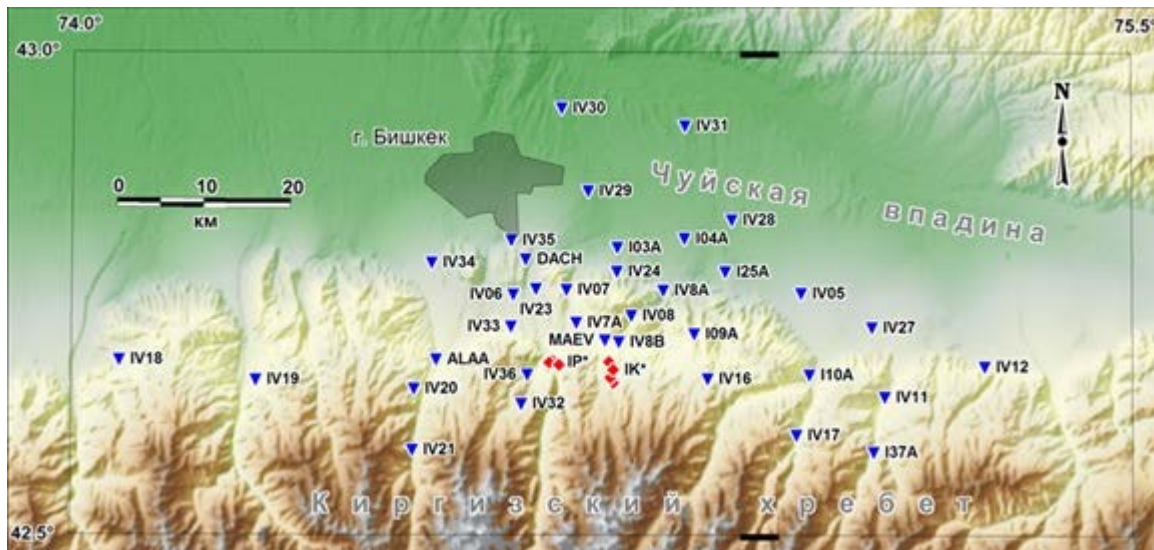 74.0°
75.5°
43.0°
N
IV30
IV31
г. Бишкек
0 10 20
км
IV29
Чуйская впадина
IV28
IV35
I03A
I04A
DACH
IV34
IV24
I25A
IV06
IV07
IV8A
IV05
IV23
IV08
IV33
IV7A
IV27
MAEV
IV8B
I09A
IV18
ALAA
IP*
IK*
IV12
IV19
IV36
IV16
I10A
IV20
IV32
IV11
IV17
IV21
I37A
Киргизский хребет
42.5°